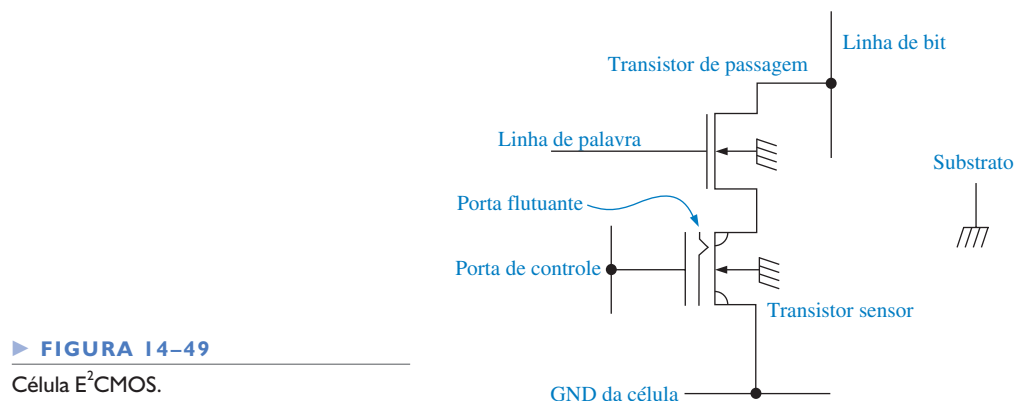 Linha de bit
Transistor de passagem
Linha de palavra
Substrato
Porta flutuante
Porta de controle
Transistor sensor
► FIGURA 14–49
Célula E²CMOS.
GND da célula